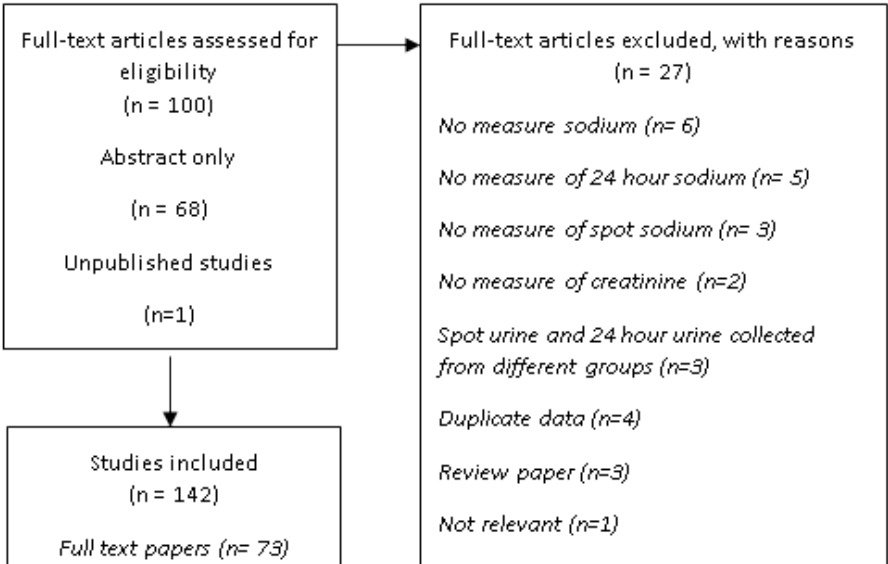 Full-text articles assessed for
eligibility
(n = 100)
Abstract only
(n = 68)
Unpublished studies
(n=1)
Full-text articles excluded, with reasons
(n = 27)
No measure sodium (n= 6)
No measure of 24 hour sodium (n= 5)
No measure of spot sodium (n= 3)
No measure of creatinine (n=2)
Spot urine and 24 hour urine collected
from different groups (n=3)
Duplicate data (n=4)
Review paper (n=3)
Not relevant (n=1)
Studies included
(n = 142)
Full text papers (n= 73)